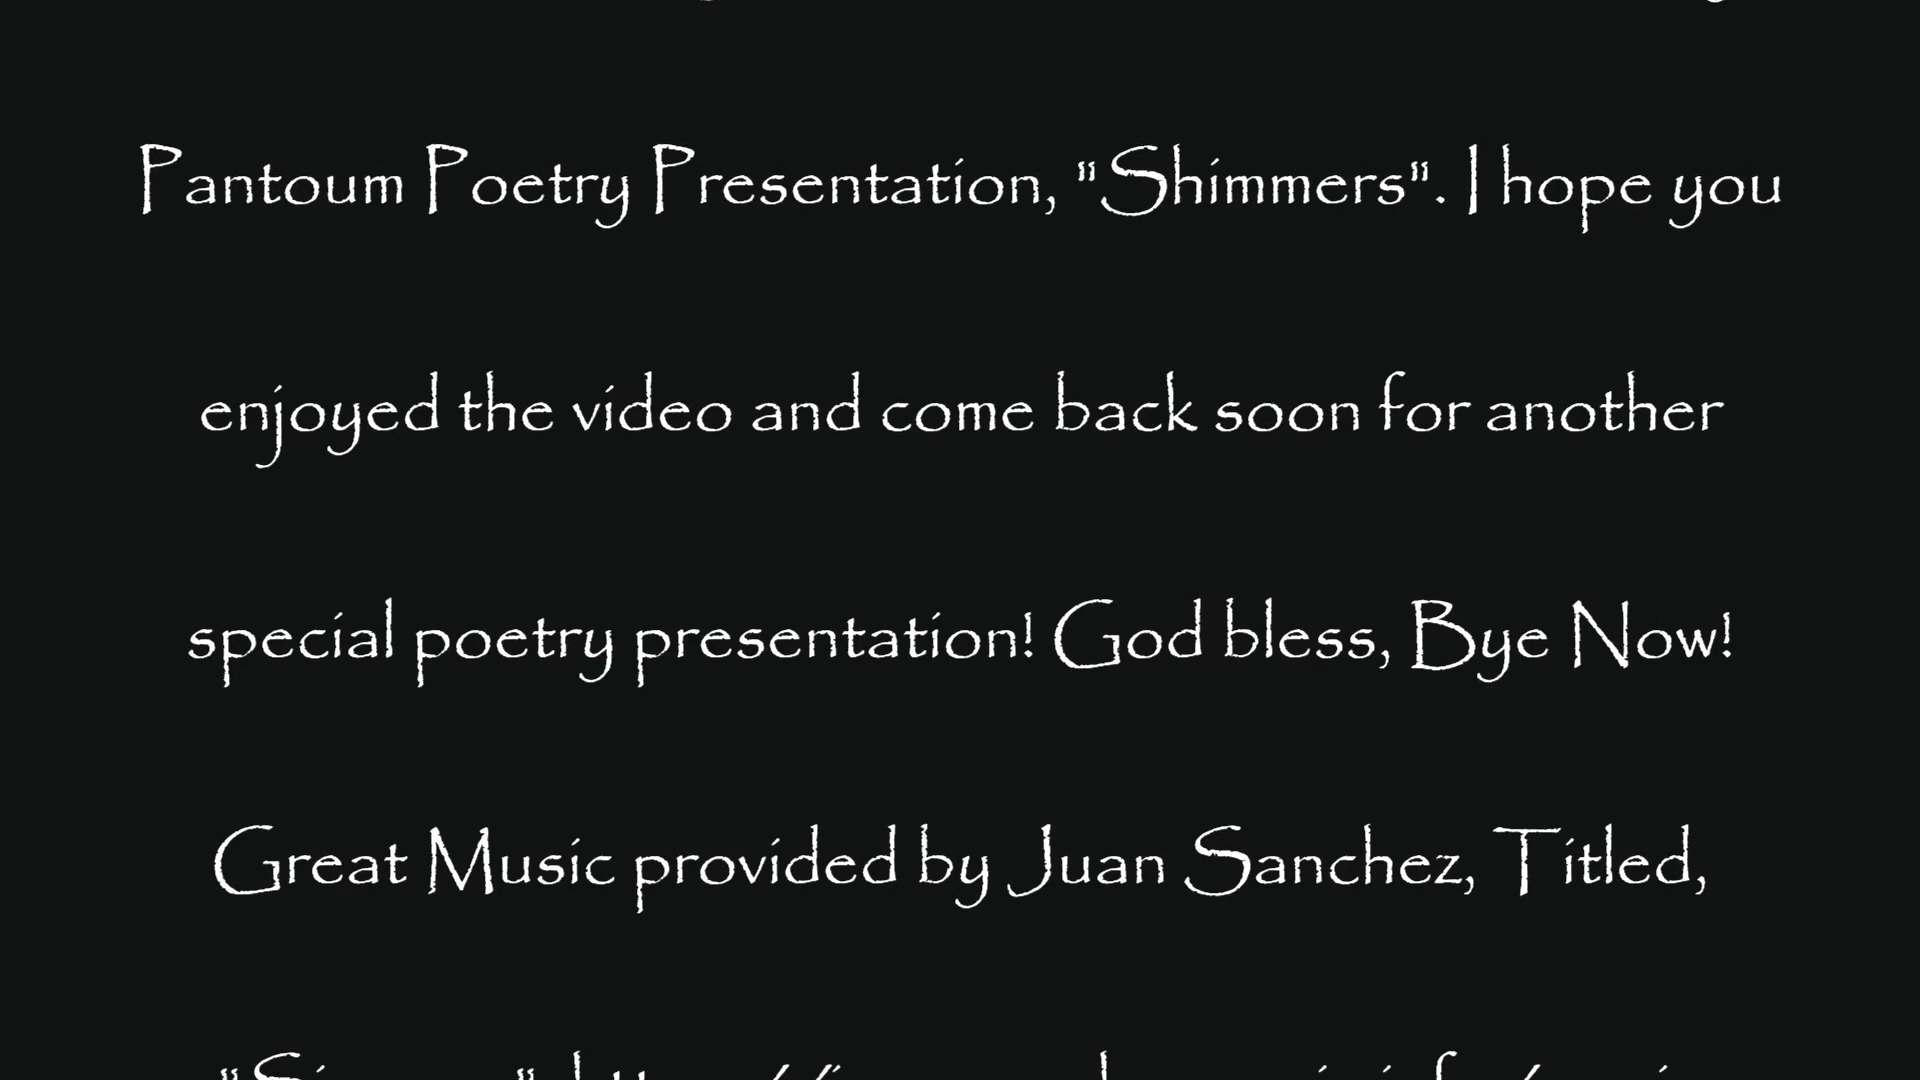 Pantoum Poetry Presentation, "Shimmers". I hope you
enjoyed the video and come back soon for another
special poetry presentation! God bless, Bye Now!
Great Music provided by Juan Sanchez, Titled,